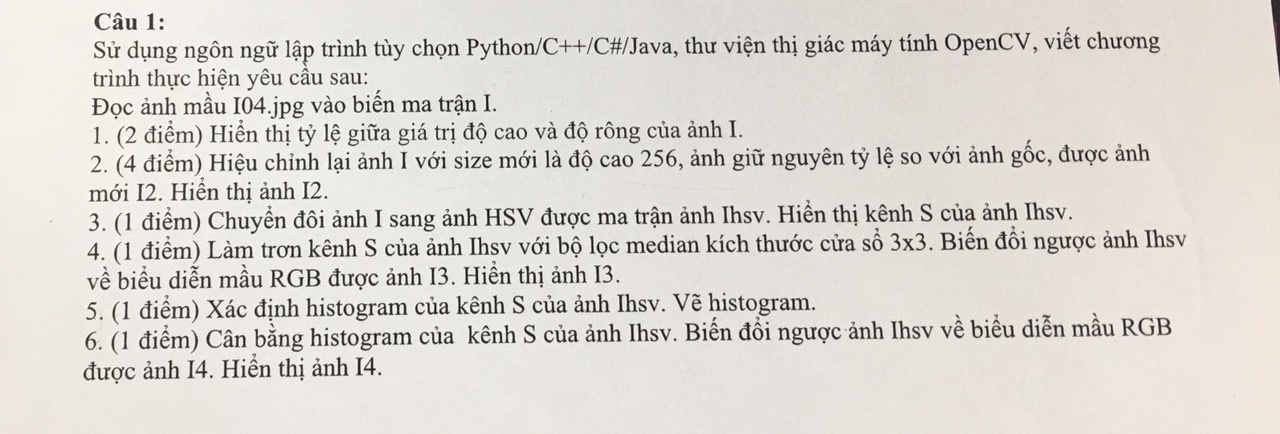 Câu 1:
Sử dụng ngôn ngữ lập trình tùy chọn Python/C++/C#/Java, thư viện thị giác máy tính OpenCV, viết chương
trình thực hiện yêu cầu sau:
Đọc ảnh mầu I04.jpg vào biến ma trận I.
1. (2 điểm) Hiển thị tỷ lệ giữa giá trị độ cao và độ rông của ảnh I.
2. (4 điểm) Hiệu chỉnh lại ảnh I với size mới là độ cao 256, ảnh giữ nguyên tỷ lệ so với ảnh gốc, được ảnh
mới I2. Hiển thị ảnh I2.
3. (1 điểm) Chuyển đôi ảnh I sang ảnh HSV được ma trận ảnh Ihsv. Hiển thị kênh S của ảnh Ihsv.
4. (1 điểm) Làm trơn kênh S của ảnh Ihsv với bộ lọc median kích thước cửa sổ 3x3. Biến đổi ngược ảnh Ihsv
về biểu diễn mầu RGB được ảnh I3. Hiển thị ảnh I3.
5. (1 điểm) Xác định histogram của kênh S của ảnh Ihsv. Vẽ histogram.
6. (1 điểm) Cân bằng histogram của kênh S của ảnh Ihsv. Biến đổi ngược ảnh Ihsv về biểu diễn mầu RGB
được ảnh I4. Hiển thị ảnh I4.